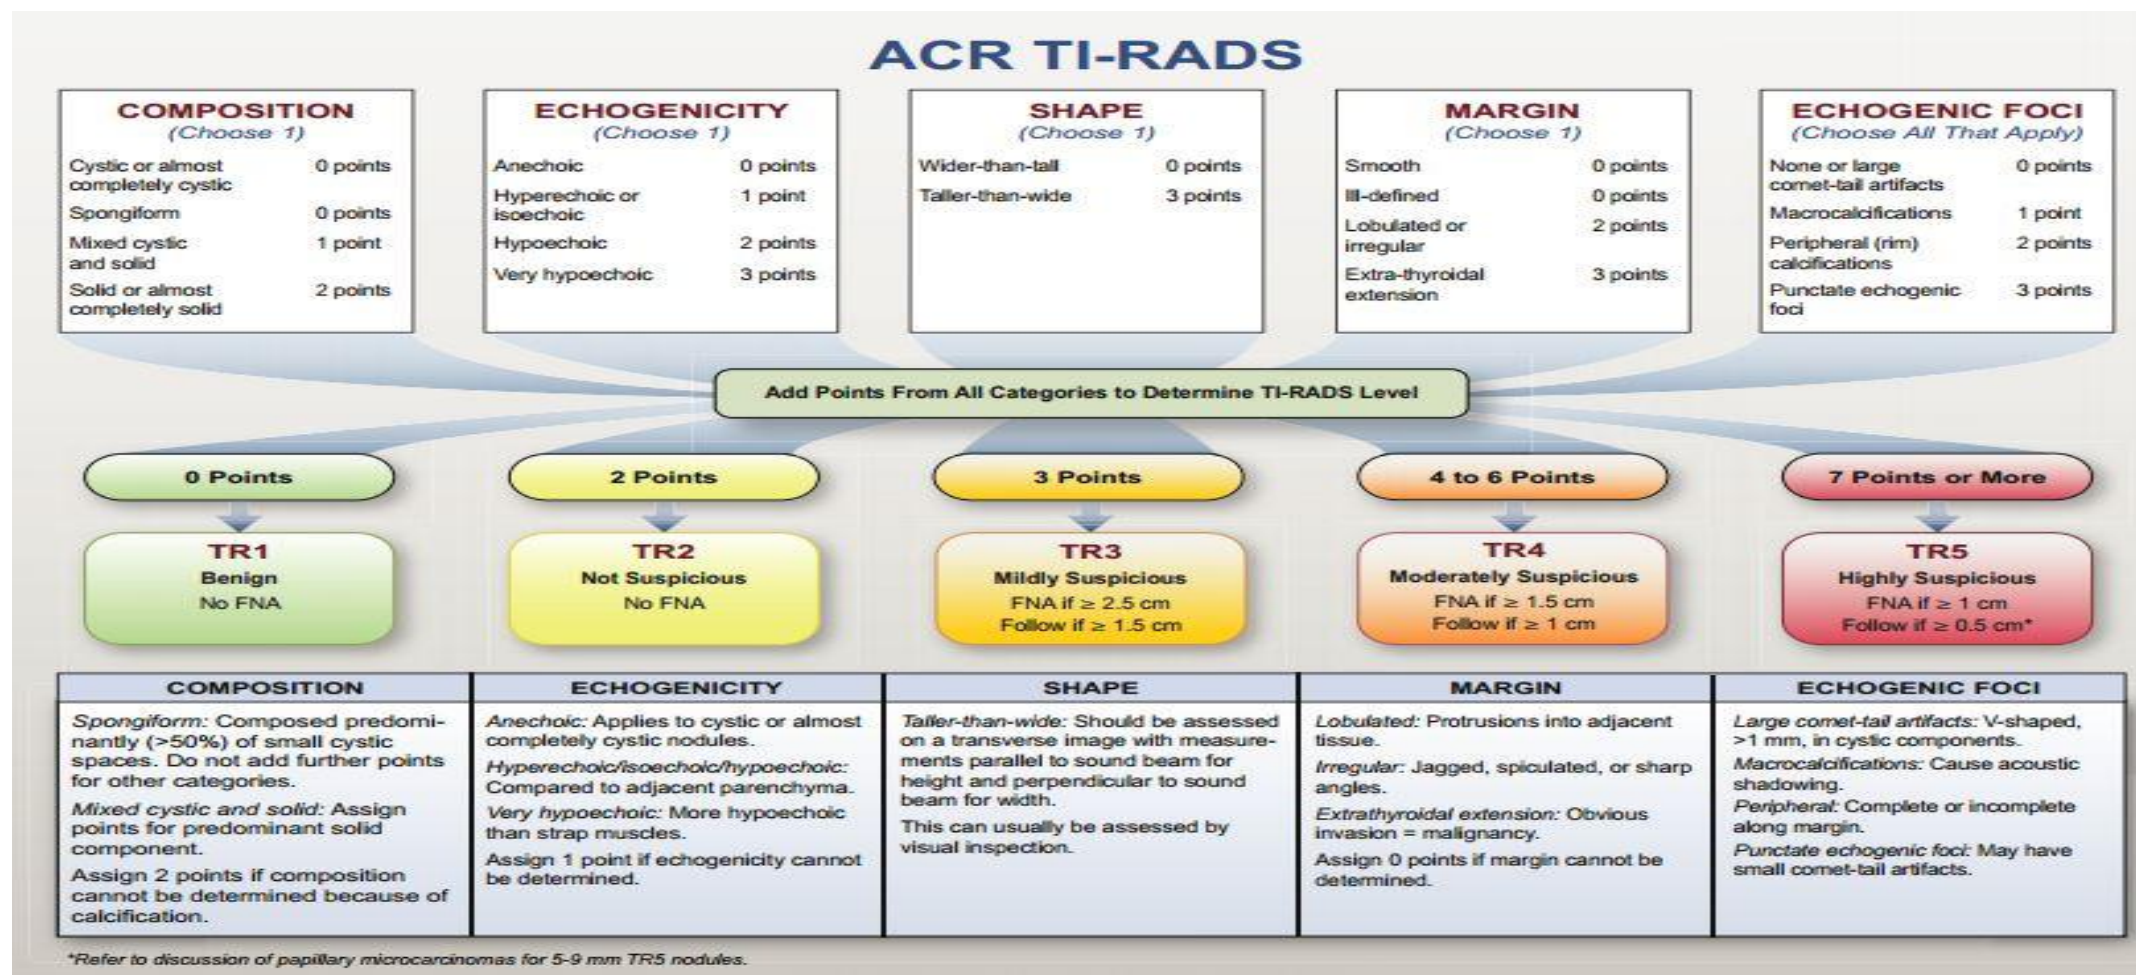 ACR TI-RADS
COMPOSITION
(Choose 1)
Cystic or almost 0 points
completely cystic
Spongiform 0 points
Mixed cystic 1 point
and solid
Solid or almost 2 points
completely solid
ECHOGENICITY
(Choose 1)
Anechoic 0 points
Hyperechoic or 1 point
isoechoic
Hypoechoic 2 points
Very hypoechoic 3 points
SHAPE
(Choose 1)
Wider-than-tall 0 points
Taller-than-wide 3 points
MARGIN
(Choose 1)
Smooth 0 points
Ill-defined 0 points
Lobulated or 2 points
irregular
Extra-thyroidal 3 points
extension
ECHOGENIC FOCI
(Choose All That Apply)
None or large 0 points
comet-tail artifacts
Macrocalcifications 1 point
Peripheral (rim) 2 points
calcifications
Punctate echogenic 3 points
foci
Add Points From All Categories to Determine TI-RADS Level
0 Points
2 Points
3 Points
4 to 6 Points
7 Points or More
TR1
Benign
No FNA
TR2
Not Suspicious
No FNA
TR3
Mildly Suspicious
FNA if ≥ 2.5 cm
Follow if ≥ 1.5 cm
TR4
Moderately Suspicious
FNA if ≥ 1.5 cm
Follow if ≥ 1 cm
TR5
Highly Suspicious
FNA if ≥ 1 cm
Follow if ≥ 0.5 cm*
COMPOSITION
Spongiform: Composed predomi-
nantly (>50%) of small cystic
spaces. Do not add further points
for other categories.
Mixed cystic and solid: Assign
points for predominant solid
component.
Assign 2 points if composition
cannot be determined because of
calcification.
ECHOGENICITY
Anechoic: Applies to cystic or almost
completely cystic nodules.
Hyperechoic/isoechoic/hypoechoic:
Compared to adjacent parenchyma.
Very hypoechoic: More hypoechoic
than strap muscles.
Assign 1 point if echogenicity cannot
be determined.
SHAPE
Taller-than-wide: Should be assessed
on a transverse image with measure-
ments parallel to sound beam for
height and perpendicular to sound
beam for width.
This can usually be assessed by
visual inspection.
MARGIN
Lobulated: Protrusions into adjacent
tissue.
Irregular: Jagged, spiculated, or sharp
angles.
Extrathyroidal extension: Obvious
invasion = malignancy.
Assign 0 points if margin cannot be
determined.
ECHOGENIC FOCI
Large comet-tail artifacts: V-shaped,
>1 mm, in cystic components.
Macrocalcifications: Cause acoustic
shadowing.
Peripheral: Complete or incomplete
along margin.
Punctate echogenic foci: May have
small comet-tail artifacts.
*Refer to discussion of papillary microcarcinomas for 5-9 mm TR5 nodules.